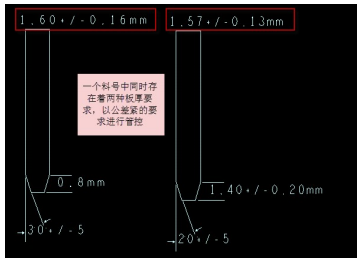 1.60+/-0.16mm
1.57+/-0.13mm
一个料号中同时存
在着两种板厚要
求，以公差紧的要
求进行管控
0.8mm
1.40+/-0.20mm
30+/-5
20+/-5